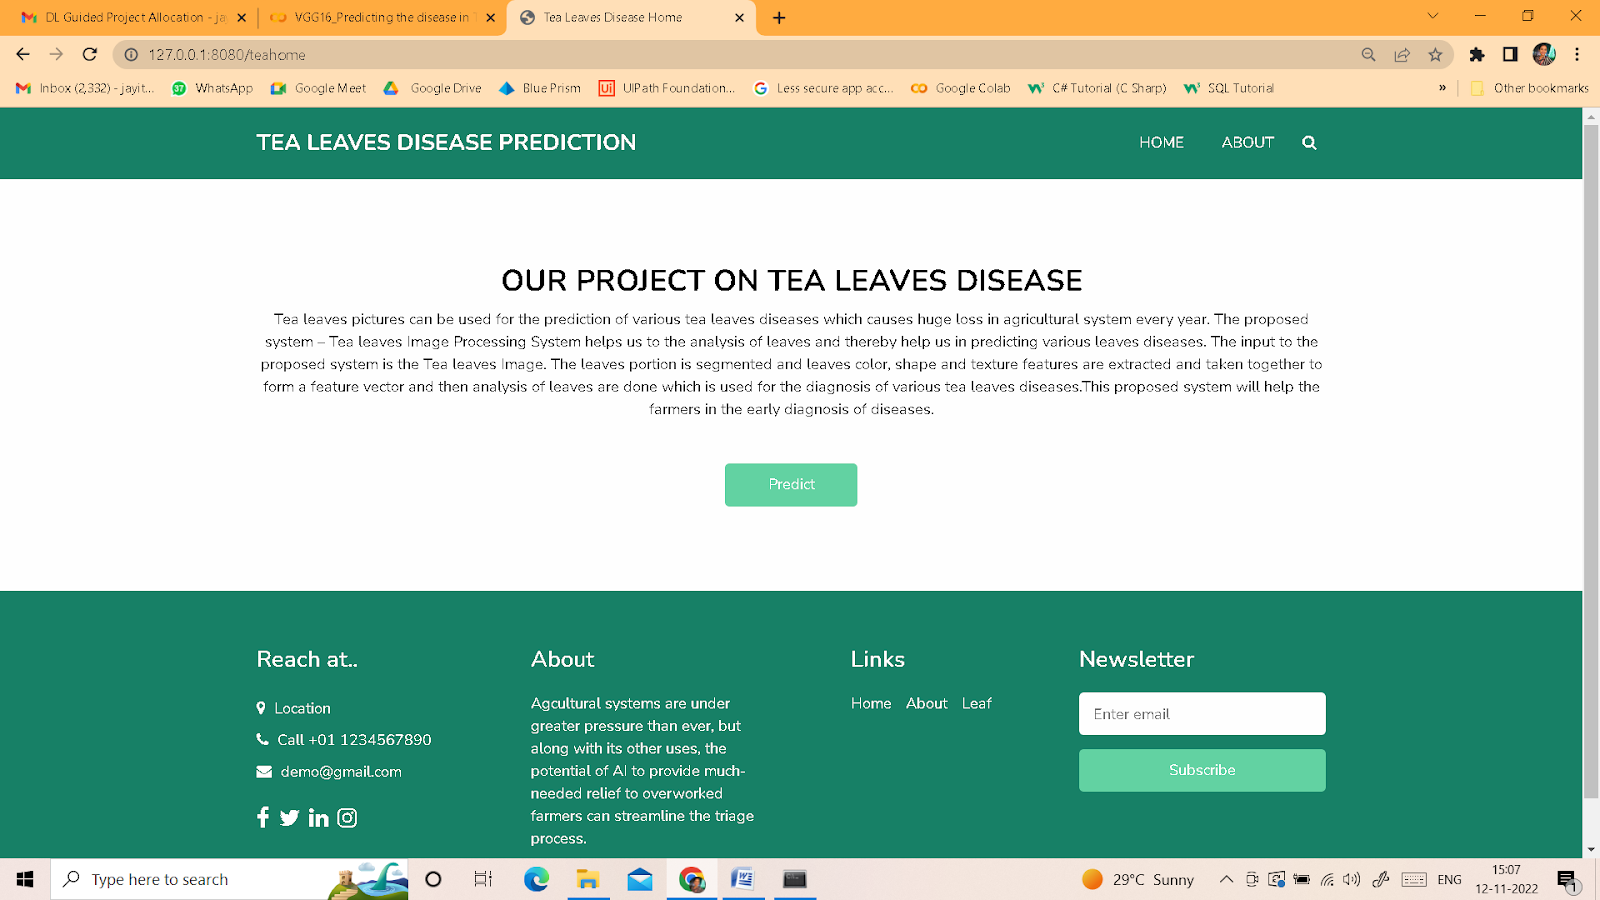 DL Guided Project Allocation - ja
VGG16_Predicting the disease in T
Tea Leaves Disease Home
127.0.0.1:8080/teahome
Inbox (2,332) - jayit...
37 WhatsApp
Google Meet
Google Drive
Blue Prism
Ui UIPath Foundation...
Less secure app acc...
Google Colab
C# Tutorial (C Sharp)
SQL Tutorial
»
Other bookmarks
TEA LEAVES DISEASE PREDICTION
HOME
ABOUT
OUR PROJECT ON TEA LEAVES DISEASE
Tea leaves pictures can be used for the prediction of various tea leaves diseases which causes huge loss in agricultural system every year. The proposed
system – Tea leaves Image Processing System helps us to the analysis of leaves and thereby help us in predicting various leaves diseases. The input to the
proposed system is the Tea leaves Image. The leaves portion is segmented and leaves color, shape and texture features are extracted and taken together to
form a feature vector and then analysis of leaves are done which is used for the diagnosis of various tea leaves diseases.This proposed system will help the
farmers in the early diagnosis of diseases.
Predict
Reach at..
Location
Call +01 1234567890
demo@gmail.com
About
Agcultural systems are under
greater pressure than ever, but
along with its other uses, the
potential of AI to provide much-
needed relief to overworked
farmers can streamline the triage
process.
Links
Home About Leaf
Newsletter
Enter email
Subscribe
Type here to search
29°C Sunny
ENG
15:07
12-11-2022
1